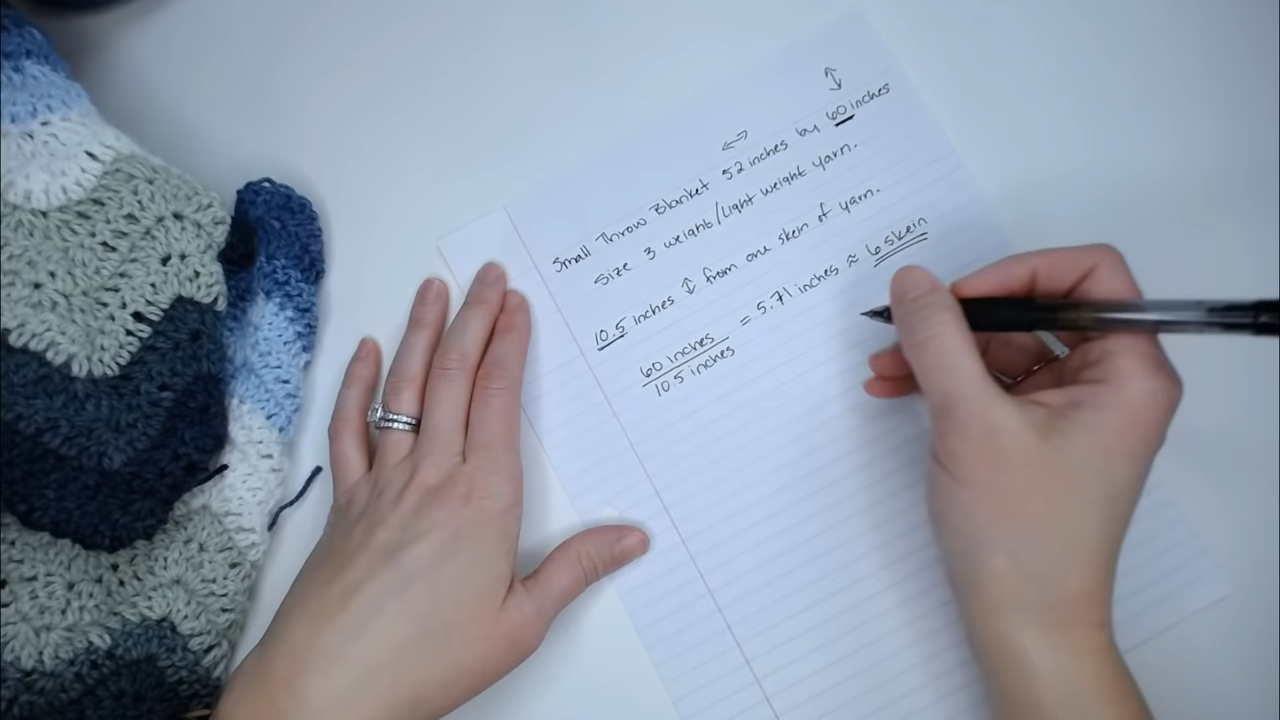 Small Throw Blanket 52 inches by 60 inches
Size 3 weight/Light weight yarn.
10.5 inches ↕ from one skein of yarn.
60 inches / 10.5 inches = 5.71 inches ≈ 6 skein